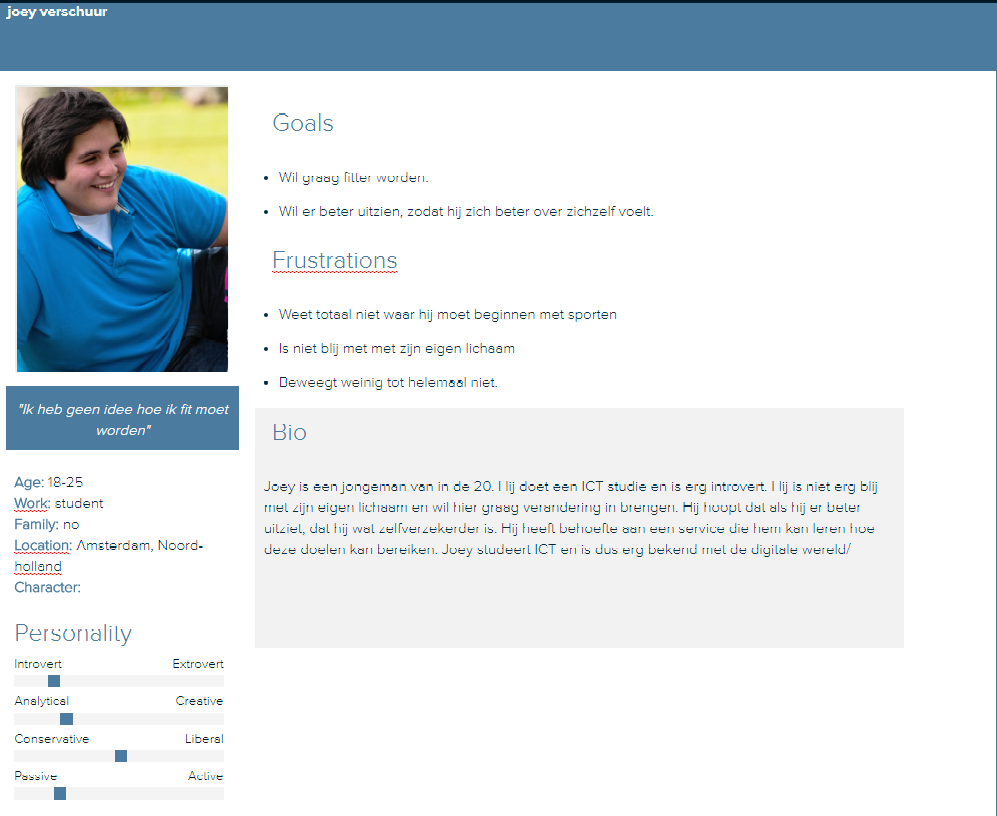 joey verschuur
"Ik heb geen idee hoe ik fit moet
worden"
Age: 18-25
Work: student
Family: no
Location: Amsterdam, Noord-
holland
Character:
Personality
Introvert Extrovert
Analytical Creative
Conservative Liberal
Passive Active
Goals
• Wil graag fitter worden.
• Wil er beter uitzien, zodat hij zich beter over zichzelf voelt.
Frustrations
• Weet totaal niet waar hij moet beginnen met sporten
• Is niet blij met met zijn eigen lichaam
• Beweegt weinig tot helemaal niet.
Bio
Joey is een jongeman van in de 20. Hij doet een ICT studie en is erg introvert. Hij is niet erg blij
met zijn eigen lichaam en wil hier graag verandering in brengen. Hij hoopt dat als hij er beter
uitziet, dat hij wat zelfverzekerder is. Hij heeft behoefte aan een service die hem kan leren hoe
deze doelen kan bereiken. Joey studeert ICT en is dus erg bekend met de digitale wereld/